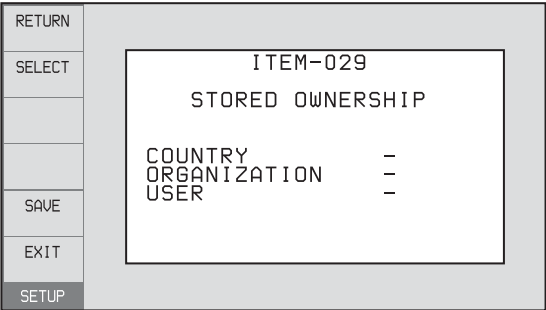 RETURN
SELECT
SAVE
EXIT
SETUP
ITEM-029
STORED OWNERSHIP
COUNTRY –
ORGANIZATION –
USER –